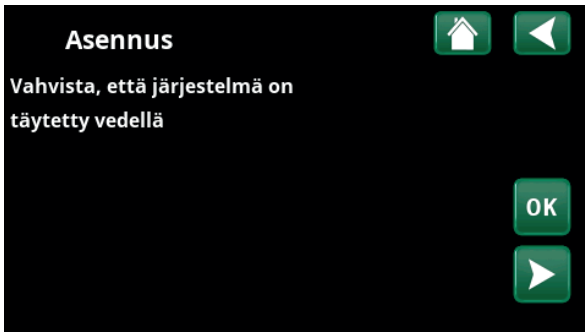 Asennus
Vahvista, että järjestelmä on
täytetty vedellä
OK